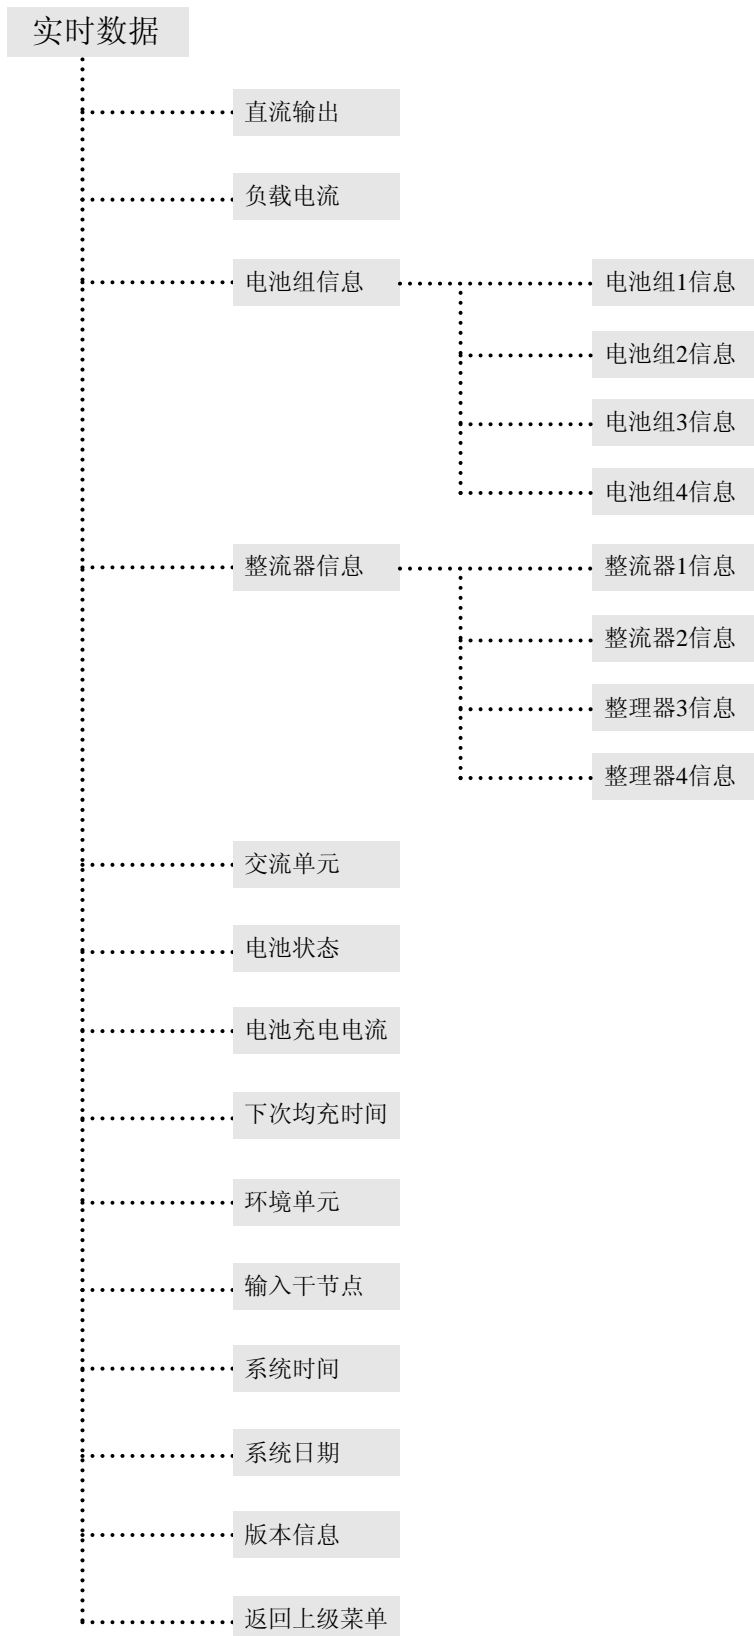 实时数据
直流输出
负载电流
电池组信息
电池组1信息
电池组2信息
电池组3信息
电池组4信息
整流器信息
整流器1信息
整流器2信息
整理器3信息
整理器4信息
交流单元
电池状态
电池充电电流
下次均充时间
环境单元
输入干节点
系统时间
系统日期
版本信息
返回上级菜单